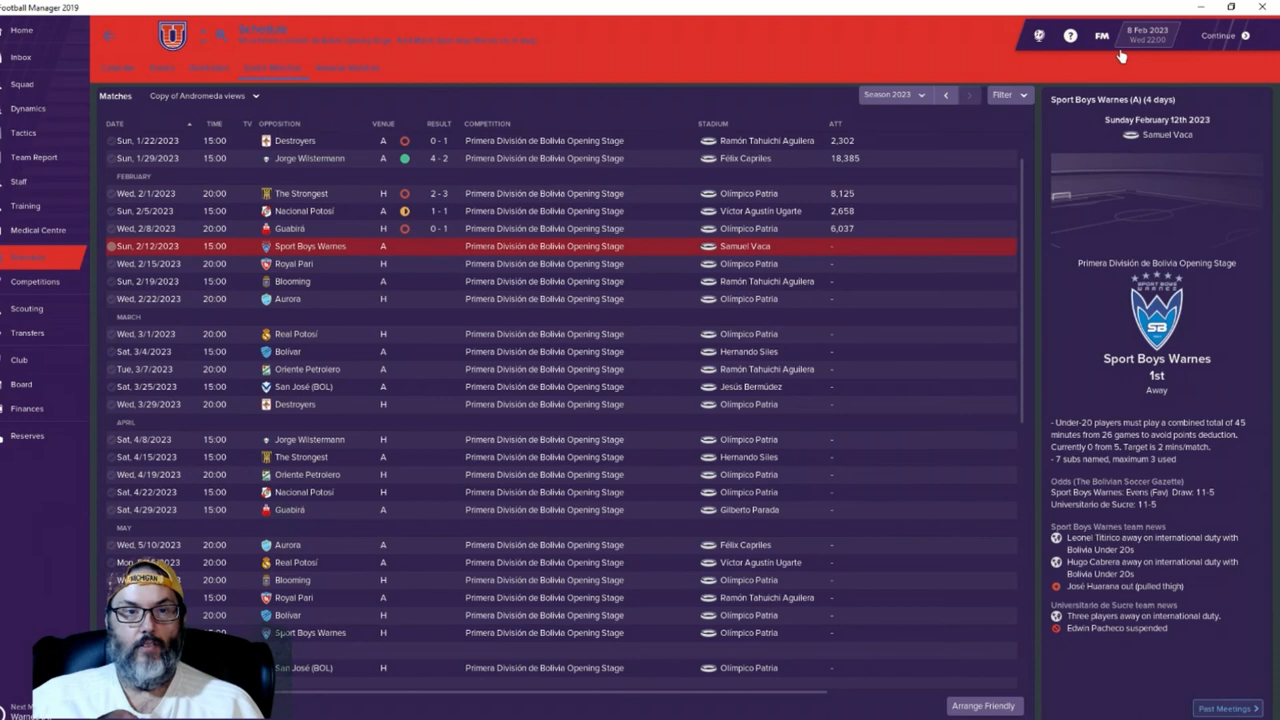 Football Manager 2019
Home
Inbox
Squad
Dynamics
Tactics
Team Report
Staff
Training
Medical Centre
Competitions
Scouting
Transfers
Club
Board
Finances
Reserves
Schedule
FM
8 Feb 2023
Wed 22:00
Continue
Matches Copy of Andromeda views
Season 2023
Filter
DATE TIME TV OPPOSITION VENUE RESULT COMPETITION STADIUM ATT
Sun, 1/22/2023 15:00 Destroyers A 0 - 1 Primera División de Bolivia Opening Stage Ramón Tahuichi Aguilera 2,302
Sun, 1/29/2023 15:00 Jorge Wilstermann A 4 - 2 Primera División de Bolivia Opening Stage Félix Capriles 18,385
FEBRUARY
Wed, 2/1/2023 20:00 The Strongest H 2 - 3 Primera División de Bolivia Opening Stage Olímpico Patria 8,125
Sun, 2/5/2023 15:00 Nacional Potosí A 1 - 1 Primera División de Bolivia Opening Stage Víctor Agustín Ugarte 2,658
Wed, 2/8/2023 20:00 Guabirá H 0 - 1 Primera División de Bolivia Opening Stage Olímpico Patria 6,037
Sun, 2/12/2023 15:00 Sport Boys Warnes A Primera División de Bolivia Opening Stage Samuel Vaca -
Wed, 2/15/2023 20:00 Royal Pari H Primera División de Bolivia Opening Stage Olímpico Patria -
Sun, 2/19/2023 15:00 Blooming A Primera División de Bolivia Opening Stage Ramón Tahuichi Aguilera -
Wed, 2/22/2023 20:00 Aurora H Primera División de Bolivia Opening Stage Olímpico Patria -
MARCH
Wed, 3/1/2023 20:00 Real Potosí H Primera División de Bolivia Opening Stage Olímpico Patria -
Sat, 3/4/2023 15:00 Bolívar A Primera División de Bolivia Opening Stage Hernando Siles -
Tue, 3/7/2023 20:00 Oriente Petrolero A Primera División de Bolivia Opening Stage Ramón Tahuichi Aguilera -
Sat, 3/25/2023 15:00 San José (BOL) A Primera División de Bolivia Opening Stage Jesús Bermúdez -
Wed, 3/29/2023 20:00 Destroyers H Primera División de Bolivia Opening Stage Olímpico Patria -
APRIL
Sat, 4/8/2023 15:00 Jorge Wilstermann H Primera División de Bolivia Opening Stage Olímpico Patria -
Sat, 4/15/2023 15:00 The Strongest A Primera División de Bolivia Opening Stage Hernando Siles -
Wed, 4/19/2023 20:00 Oriente Petrolero H Primera División de Bolivia Opening Stage Olímpico Patria -
Sat, 4/22/2023 15:00 Nacional Potosí H Primera División de Bolivia Opening Stage Olímpico Patria -
Sat, 4/29/2023 15:00 Guabirá A Primera División de Bolivia Opening Stage Gilberto Parada -
MAY
Wed, 5/10/2023 20:00 Aurora A Primera División de Bolivia Opening Stage Félix Capriles -
Mon, 20:00 Real Potosí A Primera División de Bolivia Opening Stage Víctor Agustín Ugarte -
20:00 Blooming H Primera División de Bolivia Opening Stage Olímpico Patria -
15:00 Royal Pari A Primera División de Bolivia Opening Stage Ramón Tahuichi Aguilera -
20:00 Bolívar H Primera División de Bolivia Opening Stage Olímpico Patria -
Sport Boys Warnes H Primera División de Bolivia Opening Stage Olímpico Patria -
San José (BOL) H Primera División de Bolivia Opening Stage Olímpico Patria -
MICHIGAN
Arrange Friendly
Sport Boys Warnes (A) (4 days)
Sunday February 12th 2023
Samuel Vaca
Primera División de Bolivia Opening Stage
SPORT BOYS
WARNES
SB
Sport Boys Warnes
1st
Away
- Under-20 players must play a combined total of 45
minutes from 26 games to avoid points deduction.
Currently 0 from 5. Target is 2 mins/match.
- 7 subs named, maximum 3 used
Odds (The Bolivian Soccer Gazette)
Sport Boys Warnes: Evens (Fav) Draw: 11-5
Universitario de Sucre: 11-5
Sport Boys Warnes team news
Leonel Titirico away on international duty with
Bolivia Under 20s
Hugo Cabrera away on international duty with
Bolivia Under 20s
José Huarana out (pulled thigh)
Universitario de Sucre team news
Three players away on international duty.
Edwin Pacheco suspended
Past Meetings